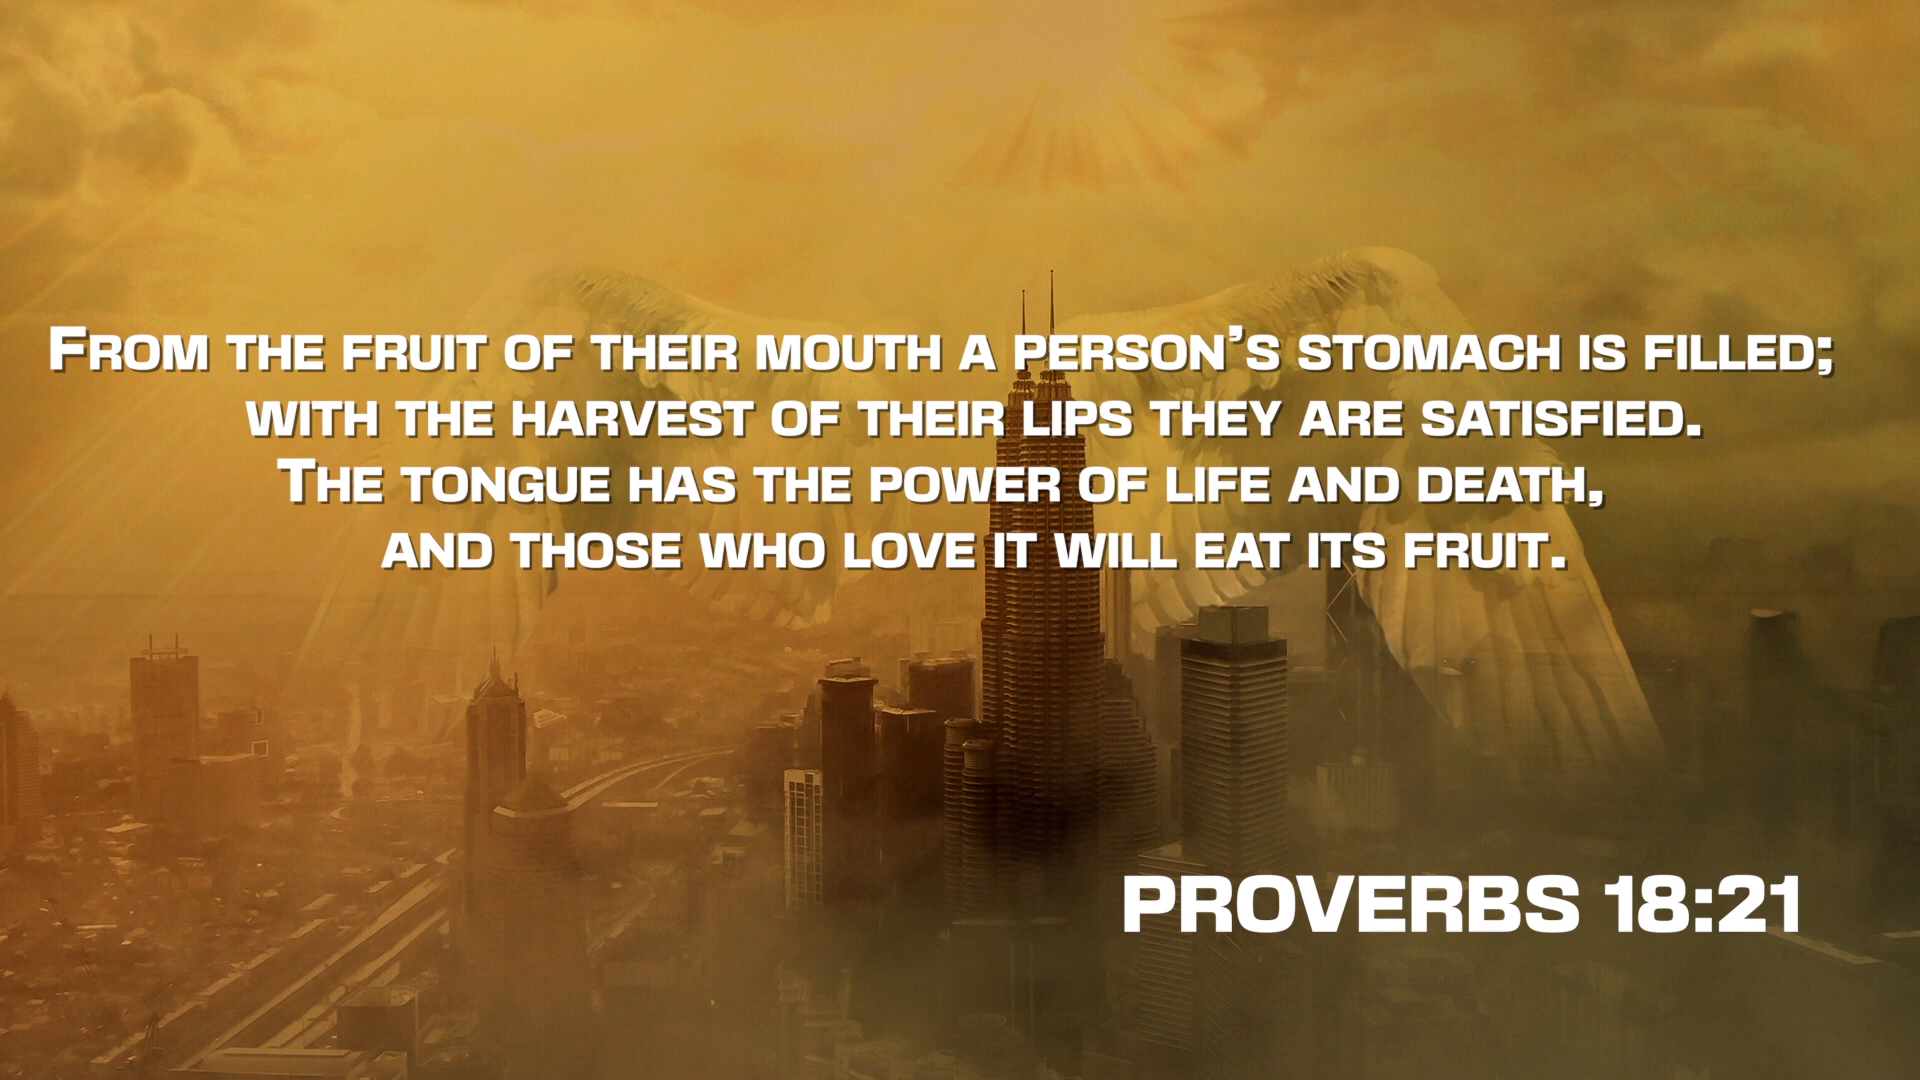 From the fruit of their mouth a person’s stomach is filled;
with the harvest of their lips they are satisfied.
The tongue has the power of life and death,
and those who love it will eat its fruit.
PROVERBS 18:21